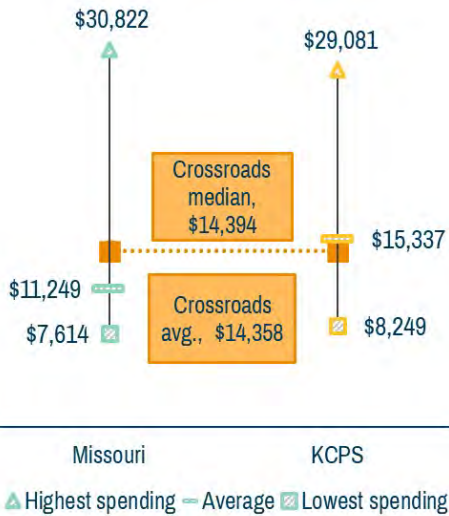 $30,822
$29,081
Crossroads
median,
$14,394
$15,337
$11,249
Crossroads
avg., $14,358
$7,614
$8,249
Missouri
KCPS
Highest spending
Average
Lowest spending